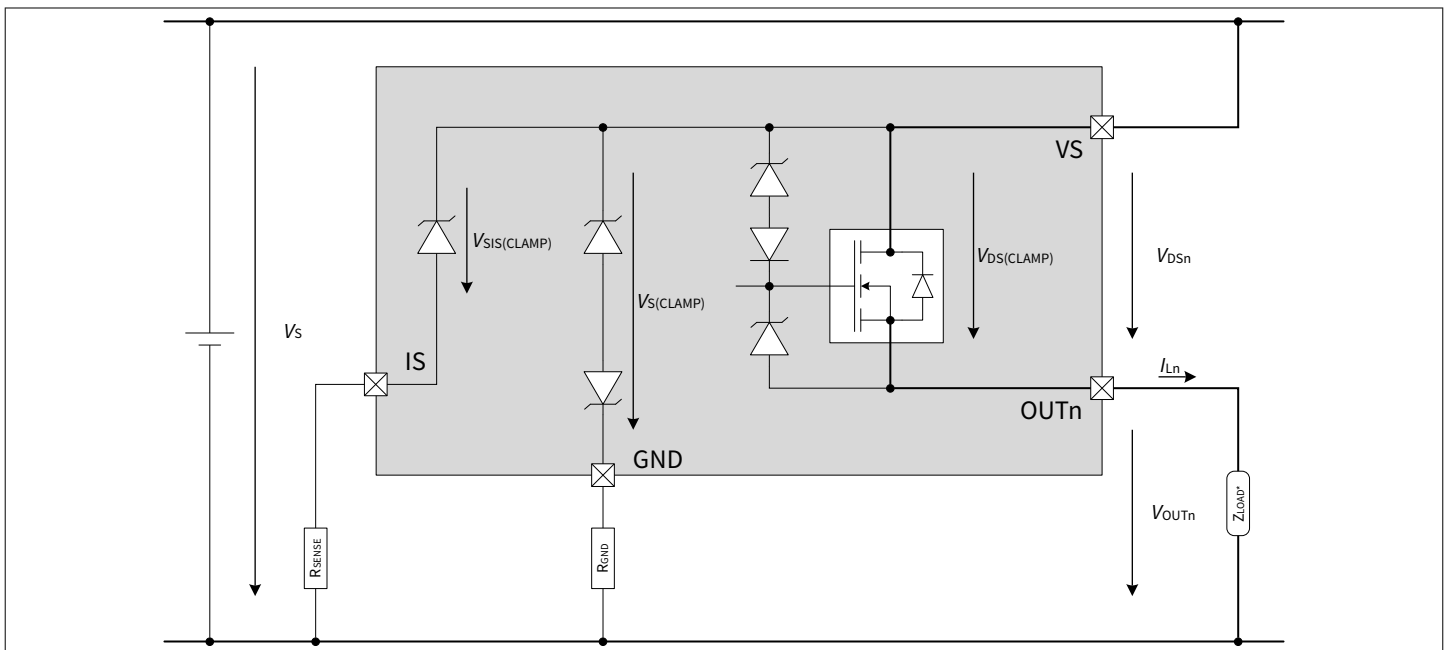 VS
VSIS(CLAMP)
VDS(CLAMP)
VDSn
VS(CLAMP)
VS
IS
ILn
OUTn
GND
VOUTn
ZLOAD*
RSENSE
RGND